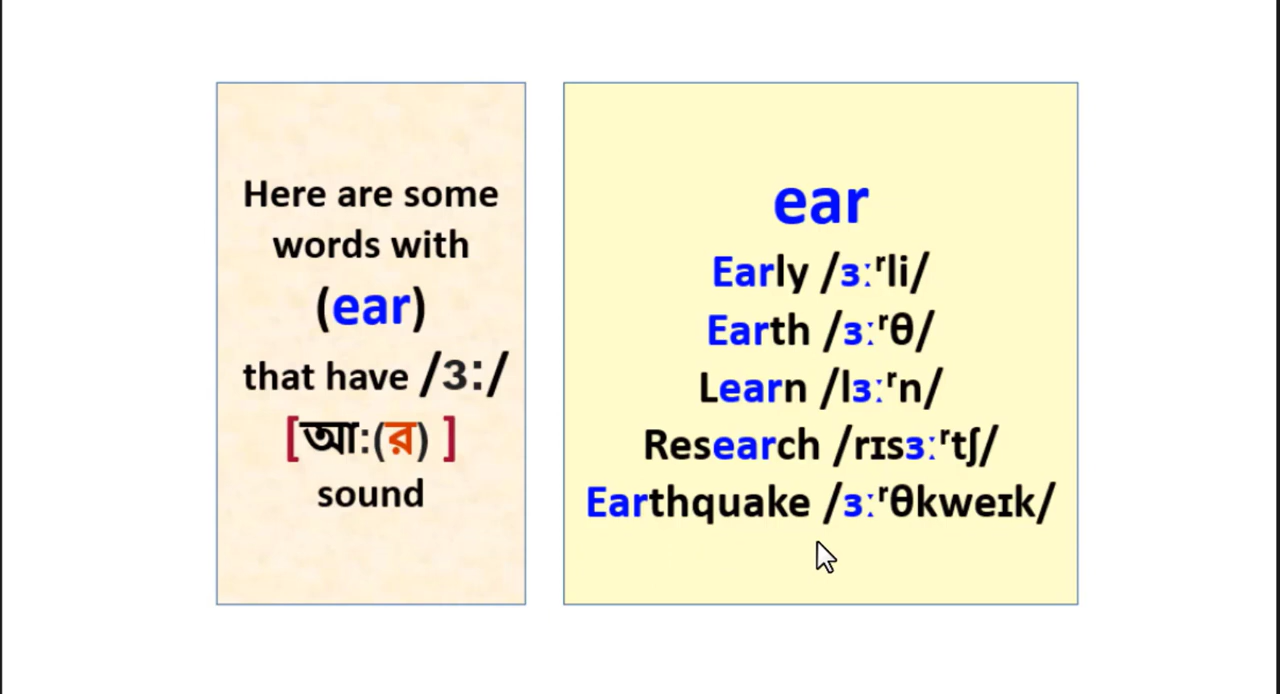 Here are some
words with
(ear)
that have /ɜː/
[আ:(র) ]
sound
ear
Early /ɜːʳli/
Earth /ɜːʳθ/
Learn /lɜːʳn/
Research /rɪsɜːʳtʃ/
Earthquake /ɜːʳθkweɪk/